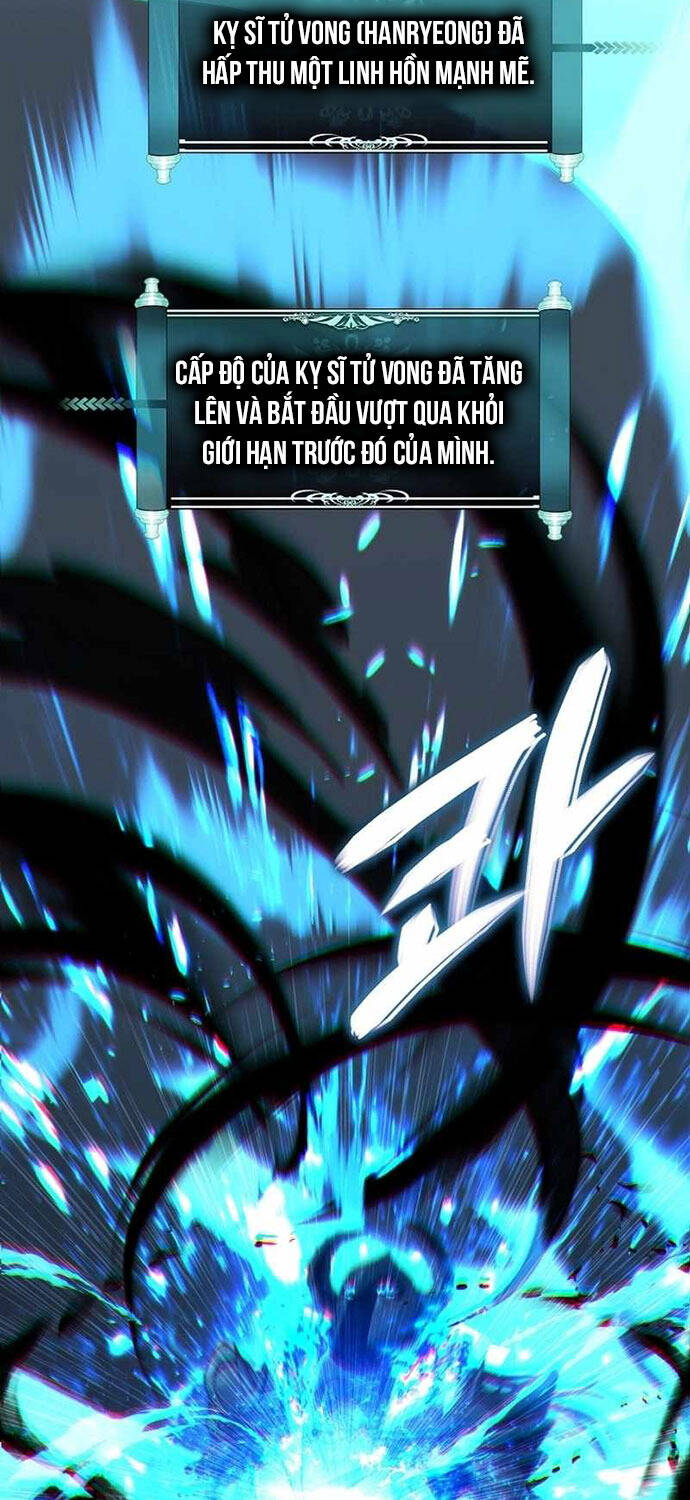 KỴ SĨ TỬ VONG (HANRYEONG) ĐÃ
HẤP THU MỘT LINH HỒN MẠNH MẼ.
CẤP ĐỘ CỦA KỴ SĨ TỬ VONG ĐÃ TĂNG
LÊN VÀ BẮT ĐẦU VƯỢT QUA KHỎI
GIỚI HẠN TRƯỚC ĐÓ CỦA MÌNH.
콰